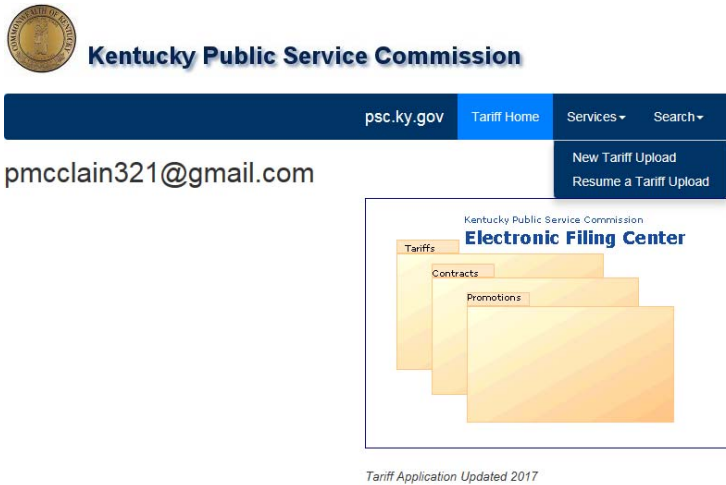 Kentucky Public Service Commission
psc.ky.gov Tariff Home Services Search
New Tariff Upload
Resume a Tariff Upload
pmcclain321@gmail.com
Kentucky Public Service Commission
Electronic Filing Center
Tariffs
Contracts
Promotions
Tariff Application Updated 2017